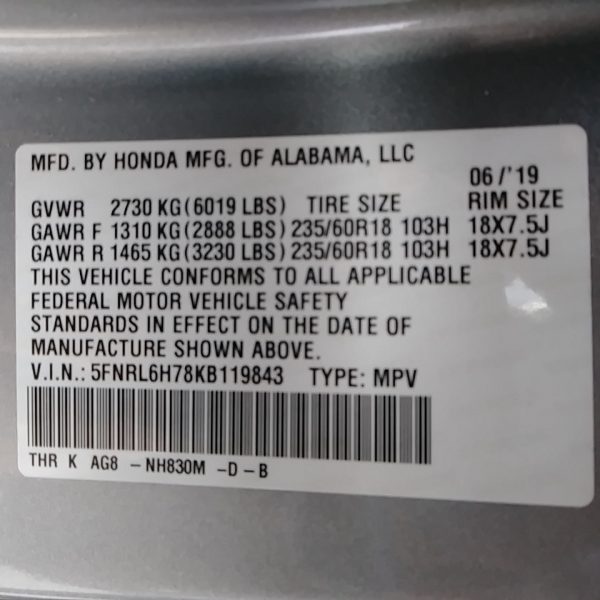 MFD. BY HONDA MFG. OF ALABAMA, LLC
06/'19
GVWR 2730 KG(6019 LBS) TIRE SIZE RIM SIZE
GAWR F 1310 KG(2888 LBS) 235/60R18 103H 18X7.5J
GAWR R 1465 KG(3230 LBS) 235/60R18 103H 18X7.5J
THIS VEHICLE CONFORMS TO ALL APPLICABLE
FEDERAL MOTOR VEHICLE SAFETY
STANDARDS IN EFFECT ON THE DATE OF
MANUFACTURE SHOWN ABOVE.
V.I.N.: 5FNRL6H78KB119843 TYPE: MPV
THR K AG8 -NH830M -D-B